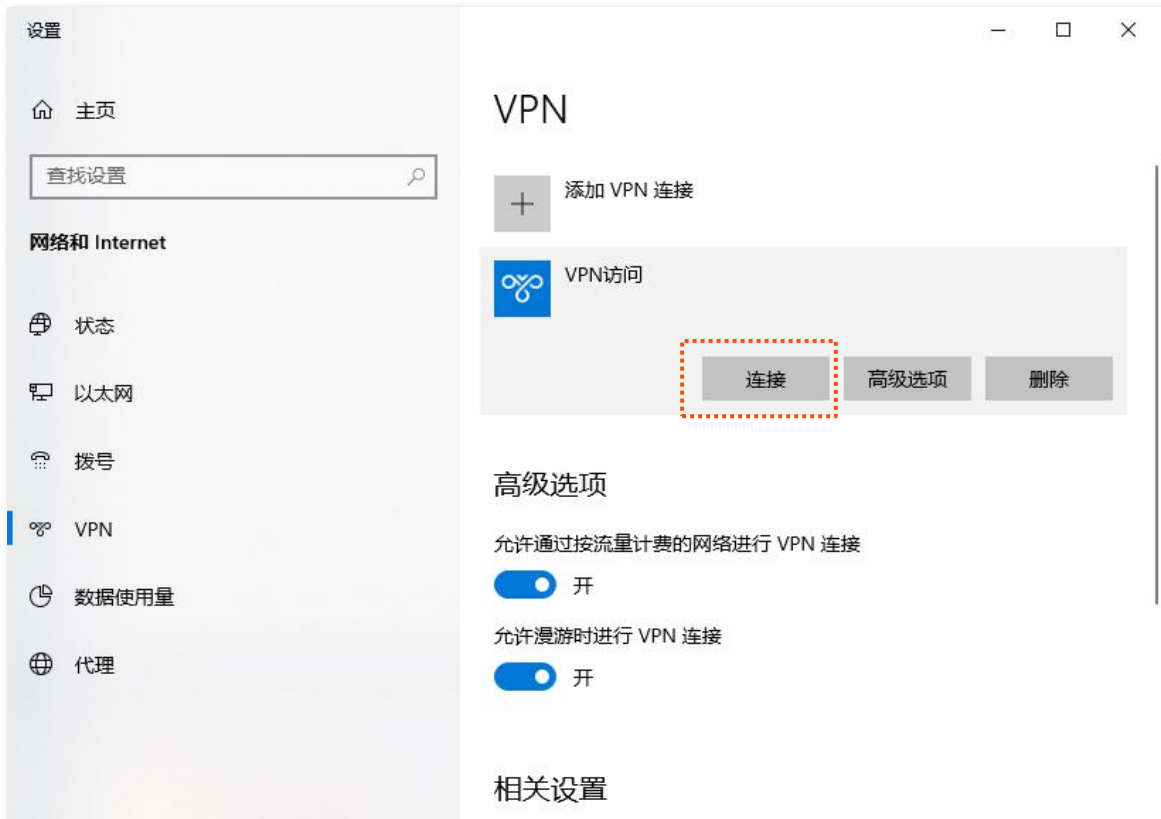 设置
主页
查找设置
网络和 Internet
状态
以太网
拨号
VPN
数据使用量
代理
VPN
添加 VPN 连接
VPN访问
连接
高级选项
删除
高级选项
允许通过按流量计费的网络进行 VPN 连接
开
允许漫游时进行 VPN 连接
开
相关设置